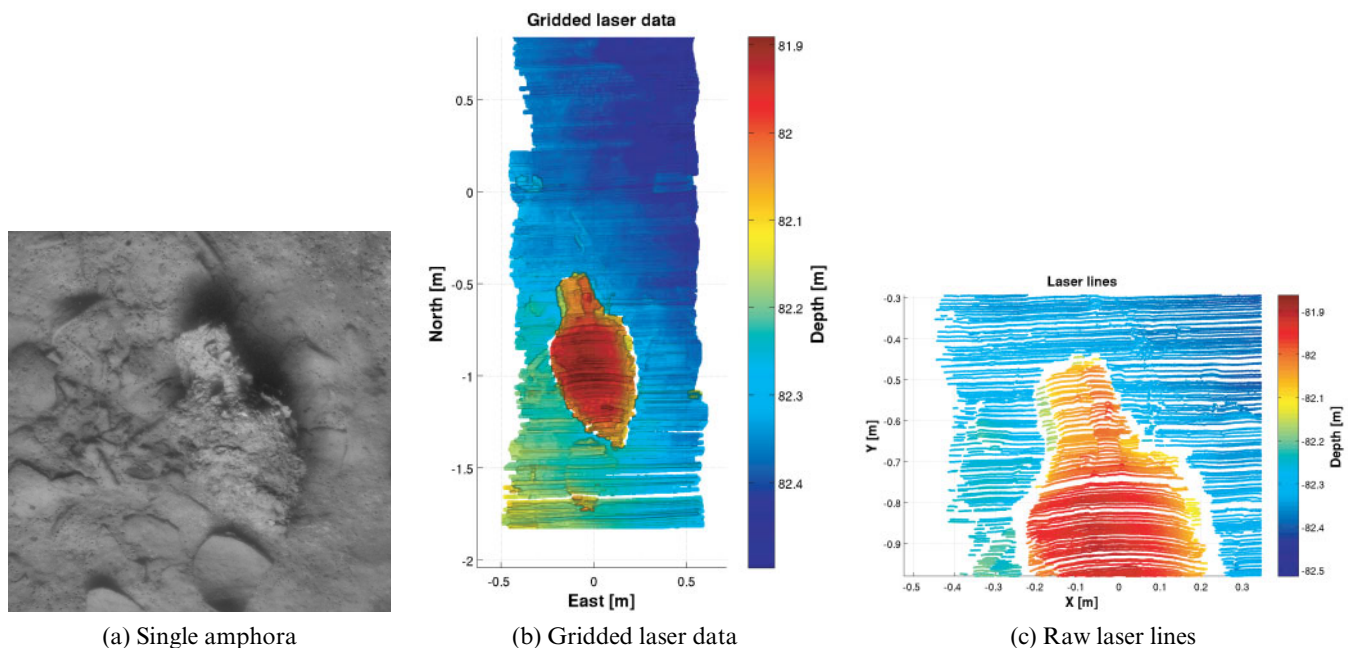 Gridded laser data
0.5
0
-0.5
-1
-1.5
-2
North [m]
-0.5 0 0.5
East [m]
81.9
82
82.1
82.2
82.3
82.4
Depth [m]
Laser lines
-0.3
-0.4
-0.5
-0.6
-0.7
-0.8
-0.9
Y [m]
-0.5 -0.4 -0.3 -0.2 -0.1 0 0.1 0.2 0.3
X [m]
-81.9
-82
-82.1
-82.2
-82.3
-82.4
-82.5
Depth [m]
(a) Single amphora
(b) Gridded laser data
(c) Raw laser lines